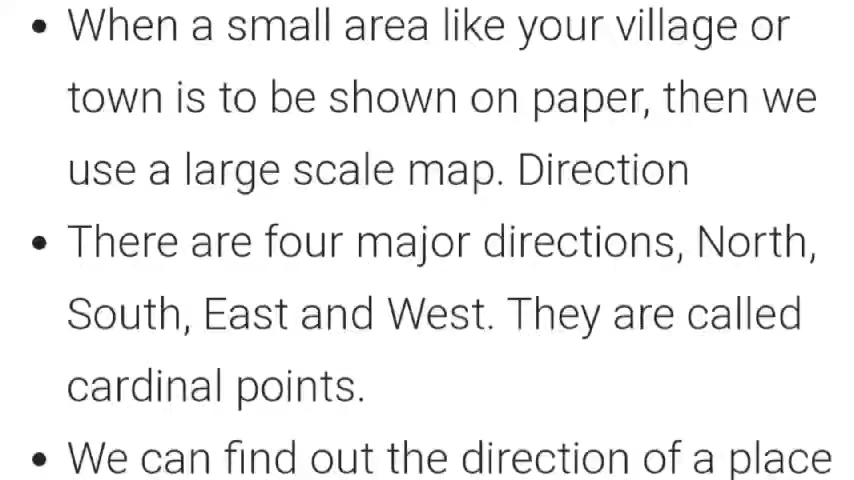 • When a small area like your village or
town is to be shown on paper, then we
use a large scale map. Direction
• There are four major directions, North,
South, East and West. They are called
cardinal points.
• We can find out the direction of a place